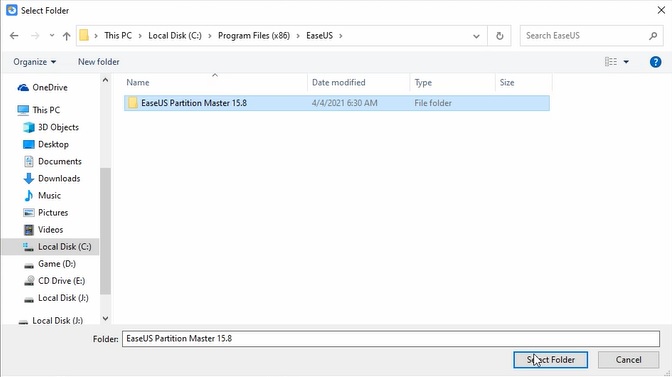 Select Folder
This PC > Local Disk (C:) > Program Files (x86) > EaseUS >
Search EaseUS
Organize
New folder
Name
Date modified
Type
Size
EaseUS Partition Master 15.8
4/4/2021 6:30 AM
File folder
OneDrive
This PC
3D Objects
Desktop
Documents
Downloads
Music
Pictures
Videos
Local Disk (C:)
Game (D:)
CD Drive (E:)
Local Disk (J:)
Local Disk (J:)
Folder:
EaseUS Partition Master 15.8
Select Folder
Cancel